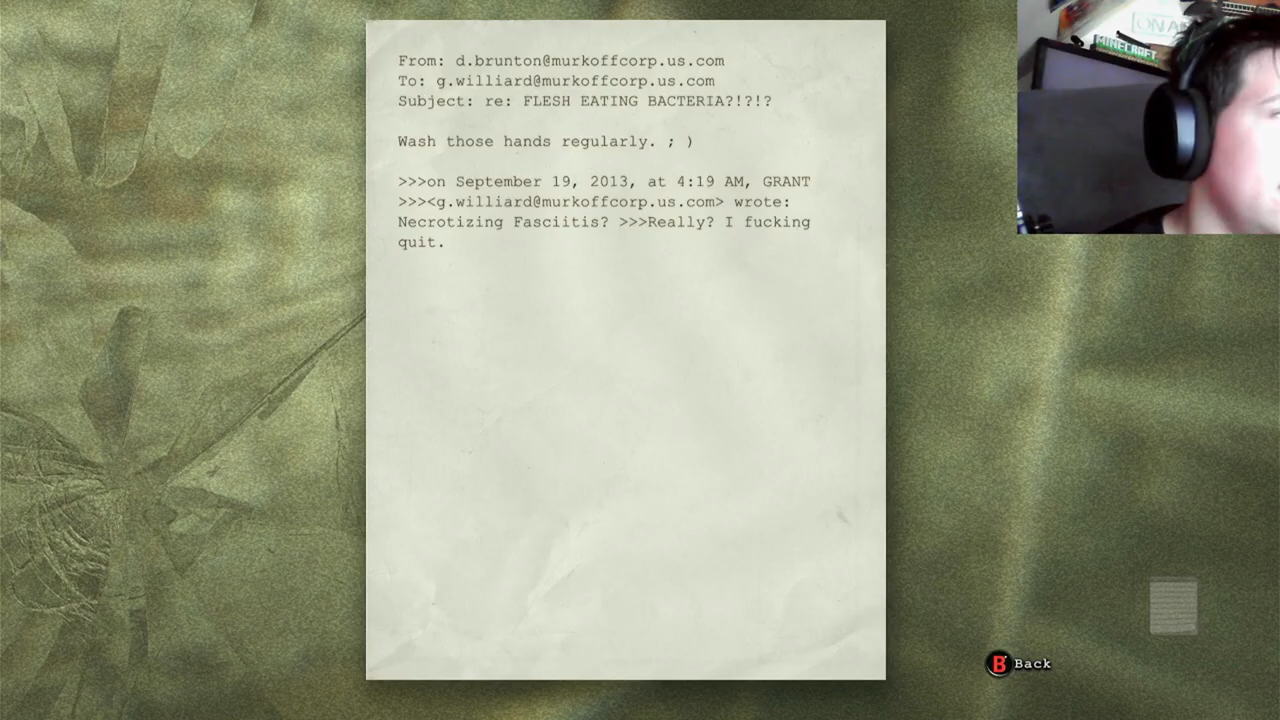 From: d.brunton@murkoffcorp.us.com
To: g.williard@murkoffcorp.us.com
Subject: re: FLESH EATING BACTERIA?!?!?
Wash those hands regularly. ; )
>>>on September 19, 2013, at 4:19 AM, GRANT
>>><g.williard@murkoffcorp.us.com> wrote:
Necrotizing Fasciitis? >>>Really? I fucking
quit.
ON A
MINECRAFT
B Back